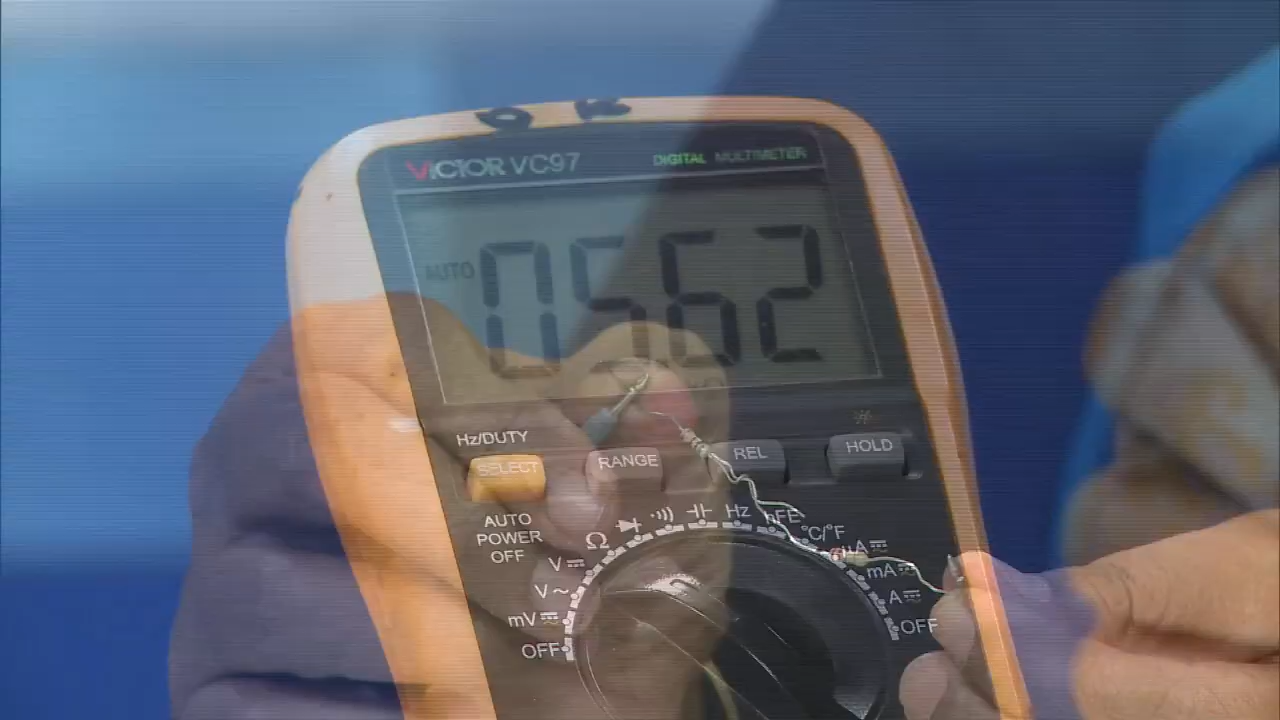 VICTOR VC97 DIGITAL MULTIMETER
AUTO 0562
Hz/DUTY
SELECT RANGE REL HOLD
AUTO
POWER
OFF
Hz hFE
°C/°F
Ω
V
V~
mV
OFF
µA
mA
A
OFF